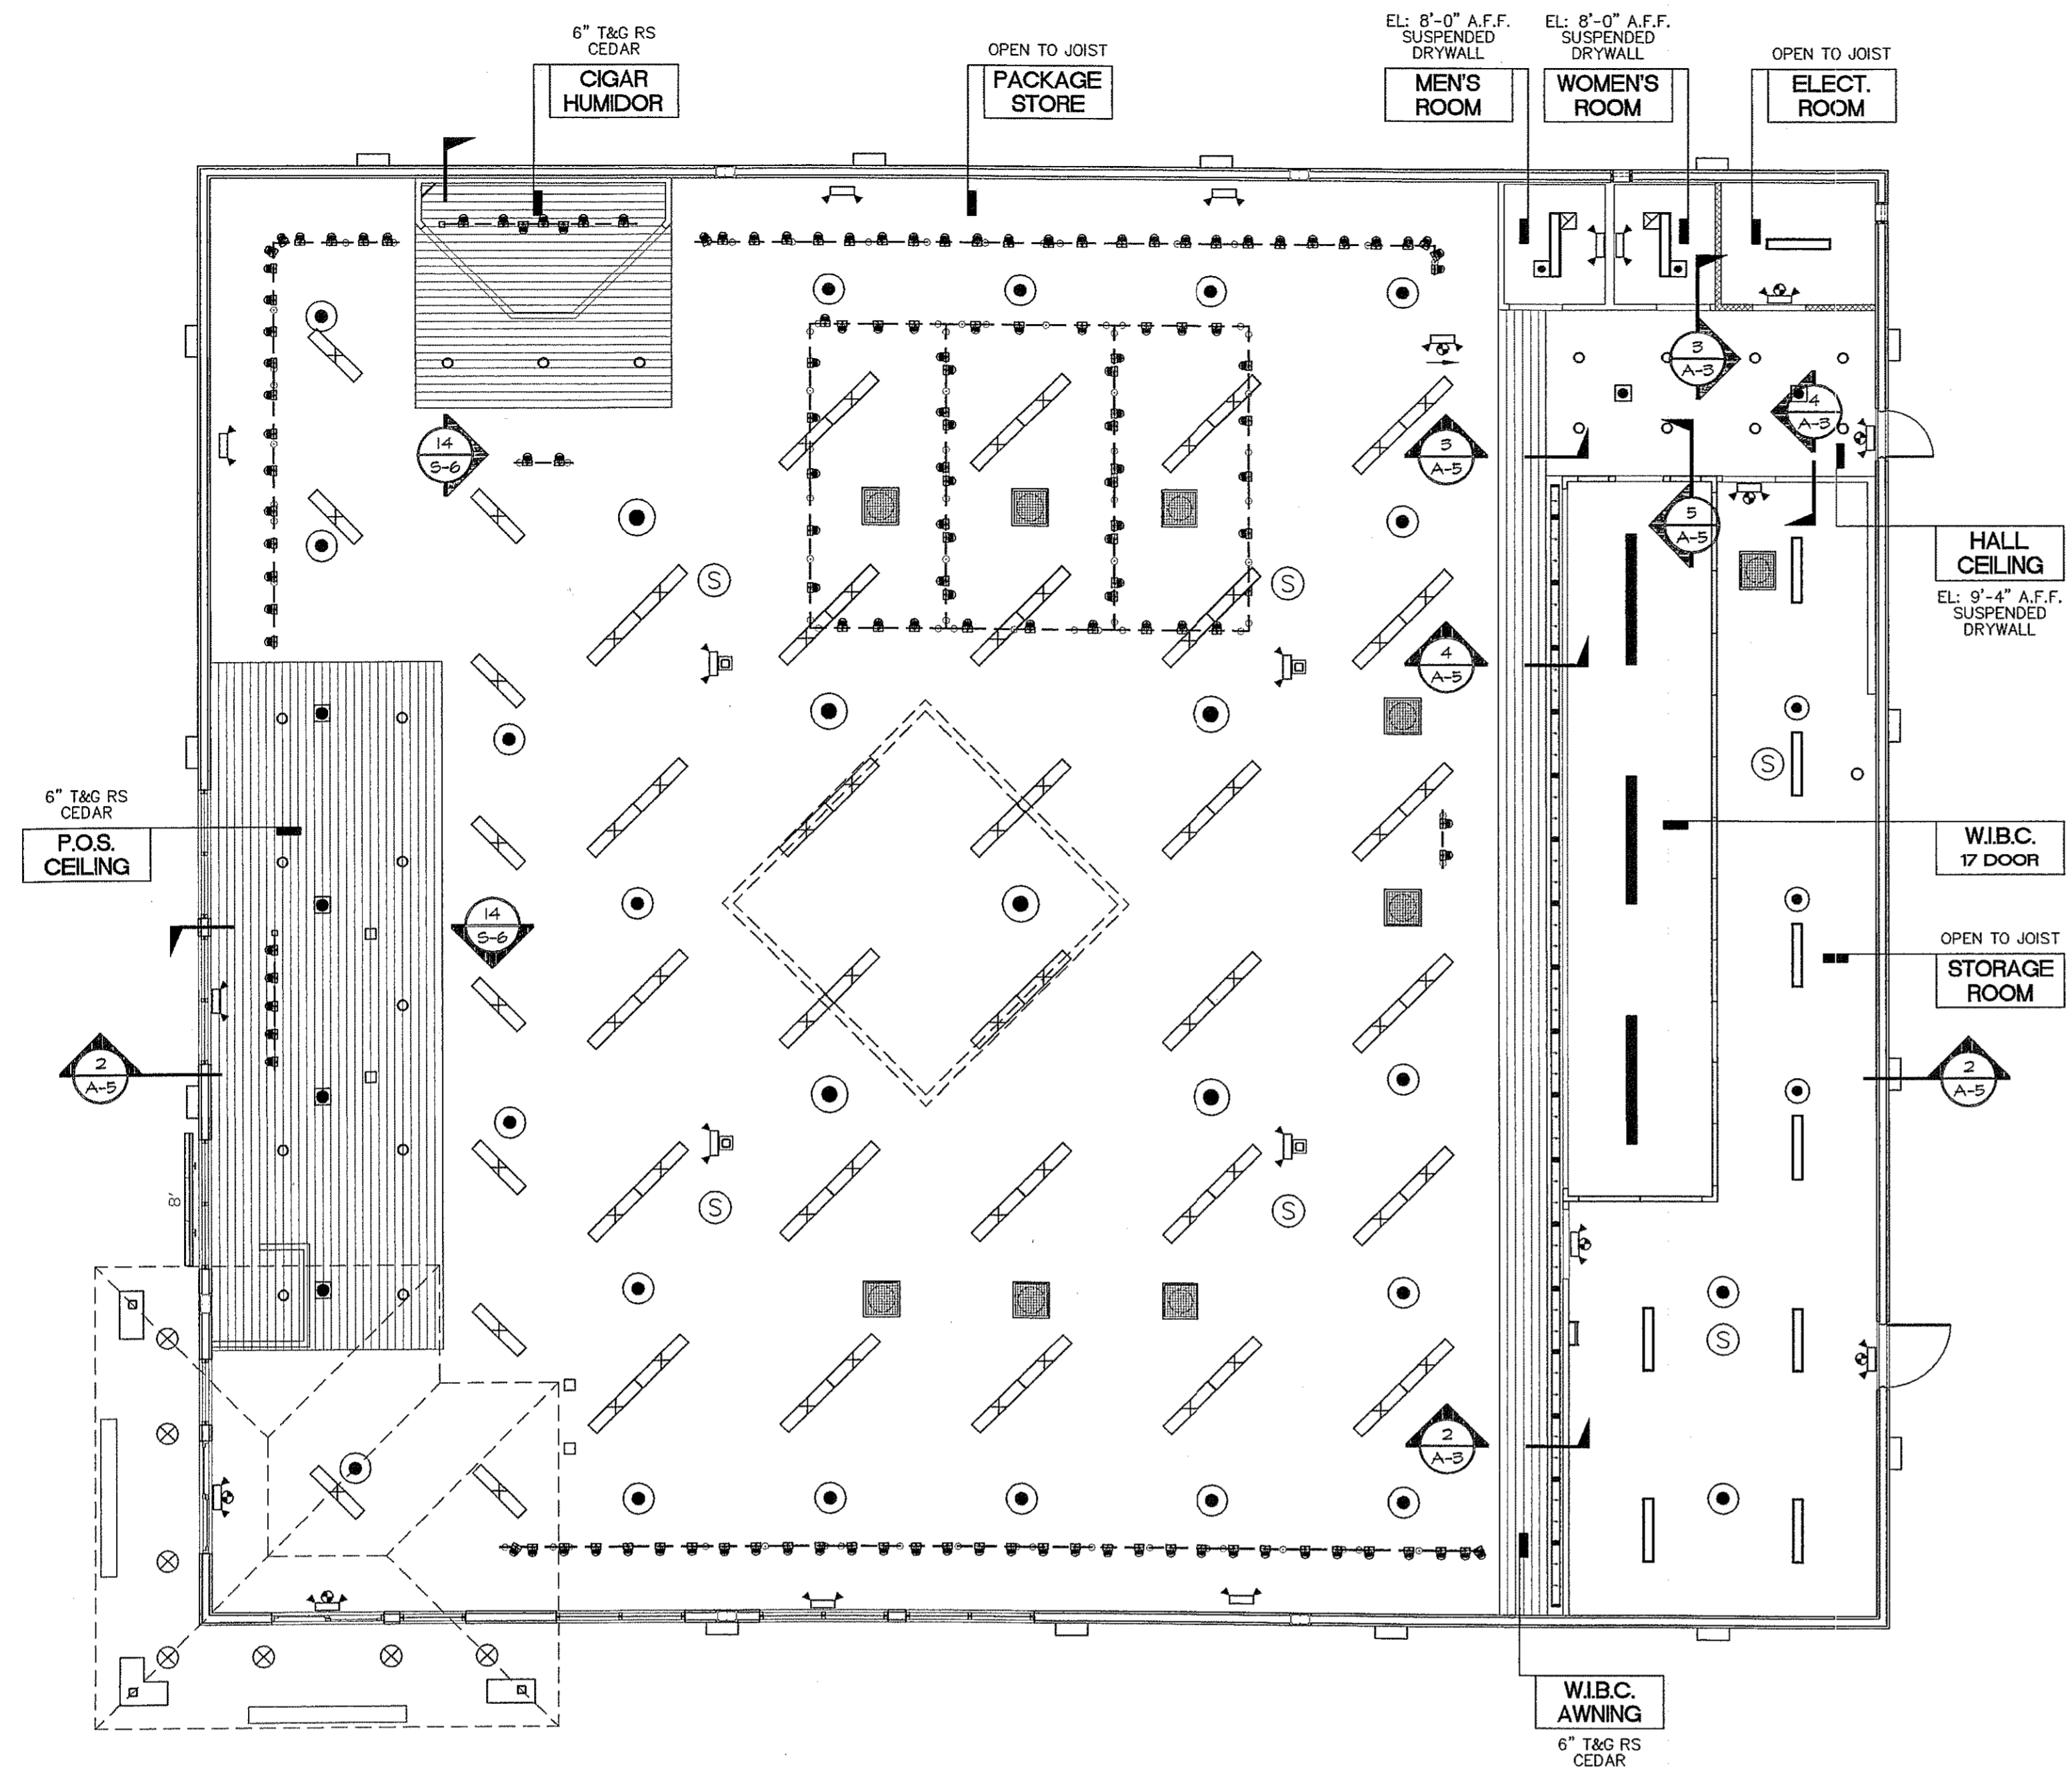 6" T&G RS
CEDAR
CIGAR
HUMIDOR
OPEN TO JOIST
PACKAGE
STORE
EL: 8'-0" A.F.F.
SUSPENDED
DRYWALL
MEN'S
ROOM
EL: 8'-0" A.F.F.
SUSPENDED
DRYWALL
WOMEN'S
ROOM
OPEN TO JOIST
ELECT.
ROOM
3
A-3
4
A-3
14
S-6
3
A-5
5
A-5
HALL
CEILING
EL: 9'-4" A.F.F.
SUSPENDED
DRYWALL
S
S
4
A-5
S
6" T&G RS
CEDAR
P.O.S.
CEILING
W.I.B.C.
17 DOOR
14
S-6
OPEN TO JOIST
STORAGE
ROOM
2
A-5
2
A-5
8'
S
S
S
2
A-3
W.I.B.C.
AWNING
6" T&G RS
CEDAR